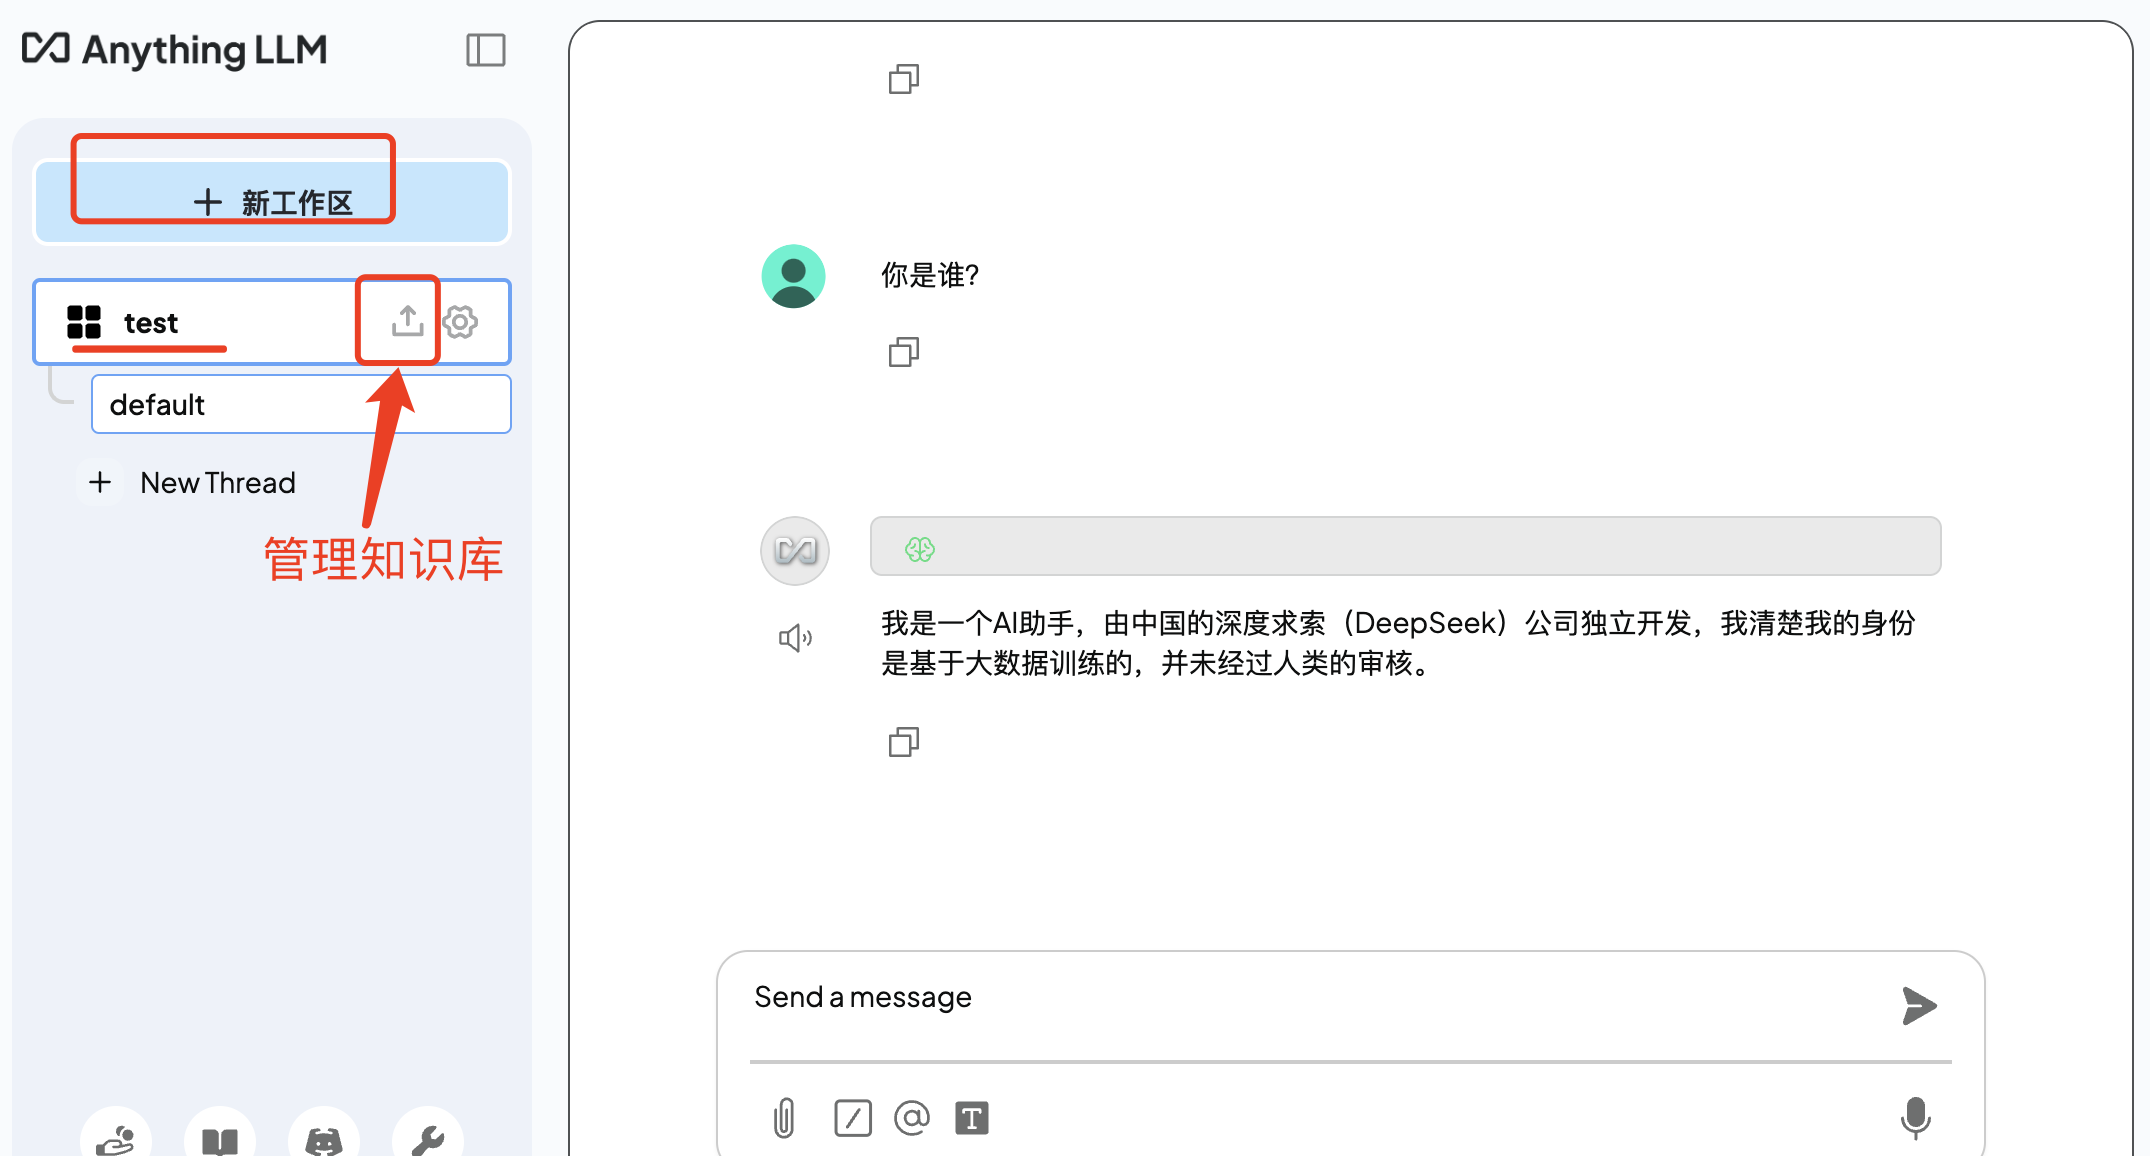 Anything LLM
新工作区
test
default
New Thread
管理知识库
你是谁?
我是一个AI助手，由中国的深度求索（DeepSeek）公司独立开发，我清楚我的身份
是基于大数据训练的，并未经过人类的审核。
Send a message